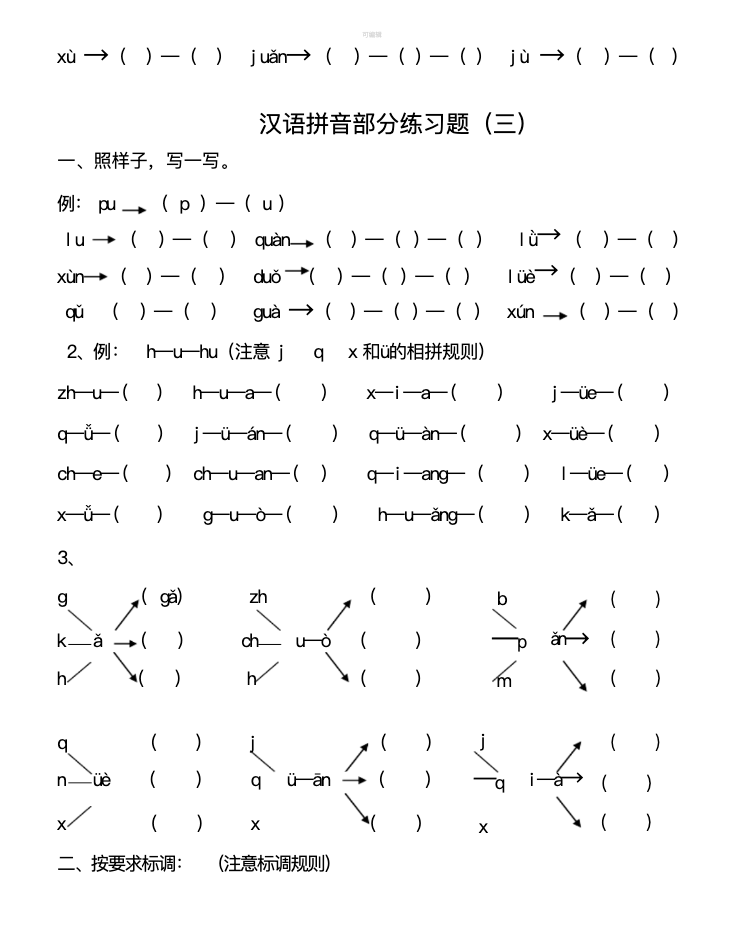 可编辑
xù →（ ）—（ ） juǎn→（ ）—（ ）—（ ） jù →（ ）—（ ）
汉语拼音部分练习题（三）
一、照样子，写一写。
例： pu →（ p ）—（ u ）
lu →（ ）—（ ） quàn→（ ）—（ ）—（ ） lǜ→（ ）—（ ）
xùn→（ ）—（ ） duǒ→（ ）—（ ）—（ ） lüè→（ ）—（ ）
qǔ （ ）—（ ） guà →（ ）—（ ）—（ ） xún →（ ）—（ ）
2、例： h—u—hu（注意 j q x 和ü的相拼规则）
zh—u—（ ） h—u—a—（ ） x—i—a—（ ） j—üe—（ ）
q—ǚ—（ ） j—ü—án—（ ） q—ü—àn—（ ） x—üè—（ ）
ch—e—（ ） ch—u—an—（ ） q—i—ang—（ ） l—üe—（ ）
x—ǚ—（ ） g—u—ò—（ ） h—u—ǎng—（ ） k—ǎ—（ ）
3、
g （ gǎ） zh （ ） b （ ）
k—ǎ →（ ） ch— u—ò （ ） —p ǎn→（ ）
h （ ） h （ ） m （ ）
q （ ） j （ ） j （ ）
n—üè （ ） q ü—ān →（ ） —q i—à→（ ）
x （ ） x （ ） x （ ）
二、按要求标调： （注意标调规则）